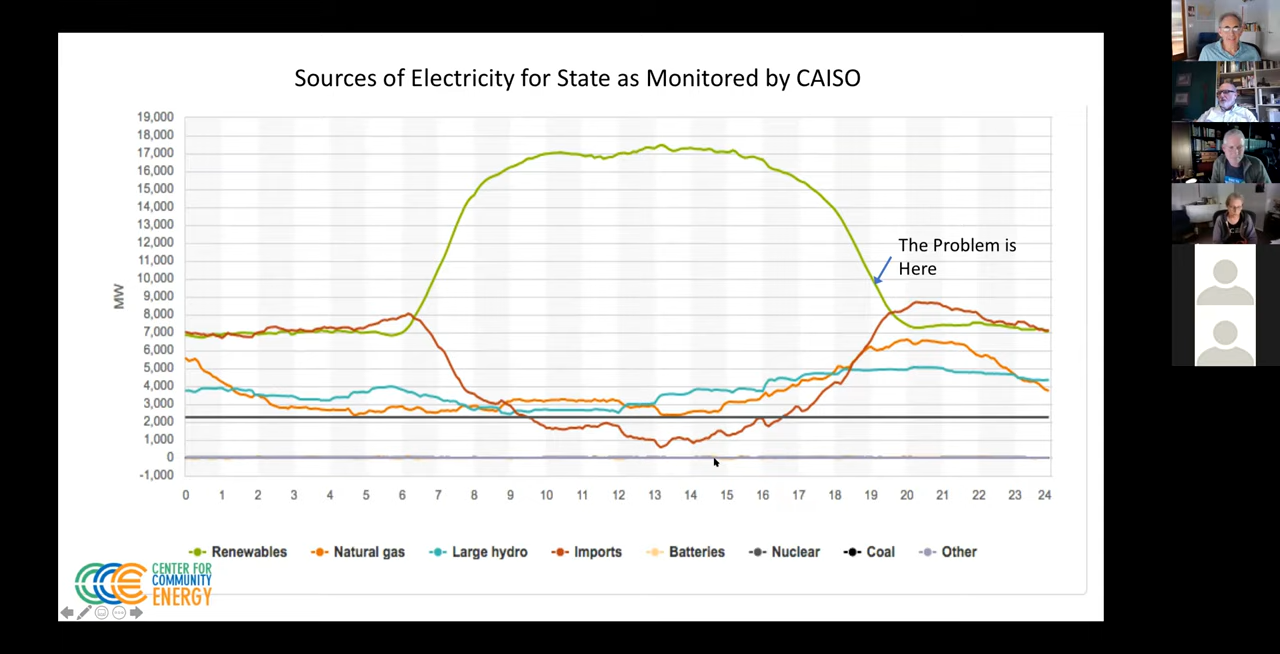 Sources of Electricity for State as Monitored by CAISO
19,000
18,000
17,000
16,000
15,000
14,000
13,000
12,000
11,000
10,000
9,000
8,000
7,000
6,000
5,000
4,000
3,000
2,000
1,000
0
-1,000
MW
The Problem is
Here
0 1 2 3 4 5 6 7 8 9 10 11 12 13 14 15 16 17 18 19 20 21 22 23 24
Renewables Natural gas Large hydro Imports Batteries Nuclear Coal Other
CCE
CENTER FOR
COMMUNITY
ENERGY